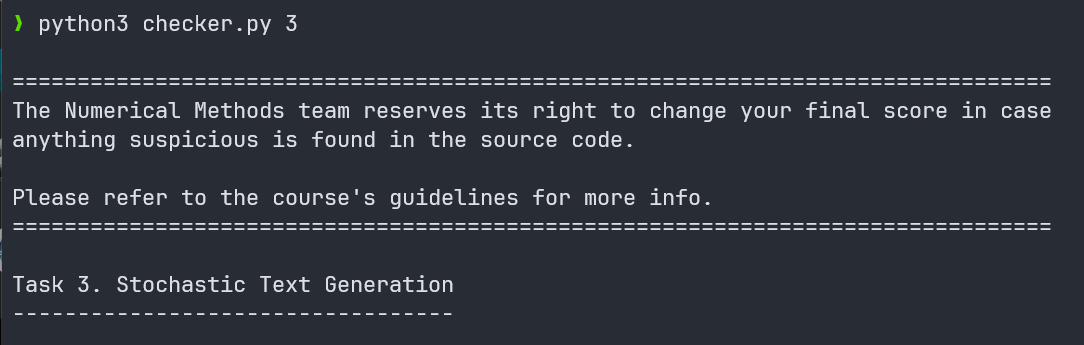 ❯ python3 checker.py 3
================================================================================
The Numerical Methods team reserves its right to change your final score in case
anything suspicious is found in the source code.
Please refer to the course's guidelines for more info.
================================================================================
Task 3. Stochastic Text Generation
----------------------------------